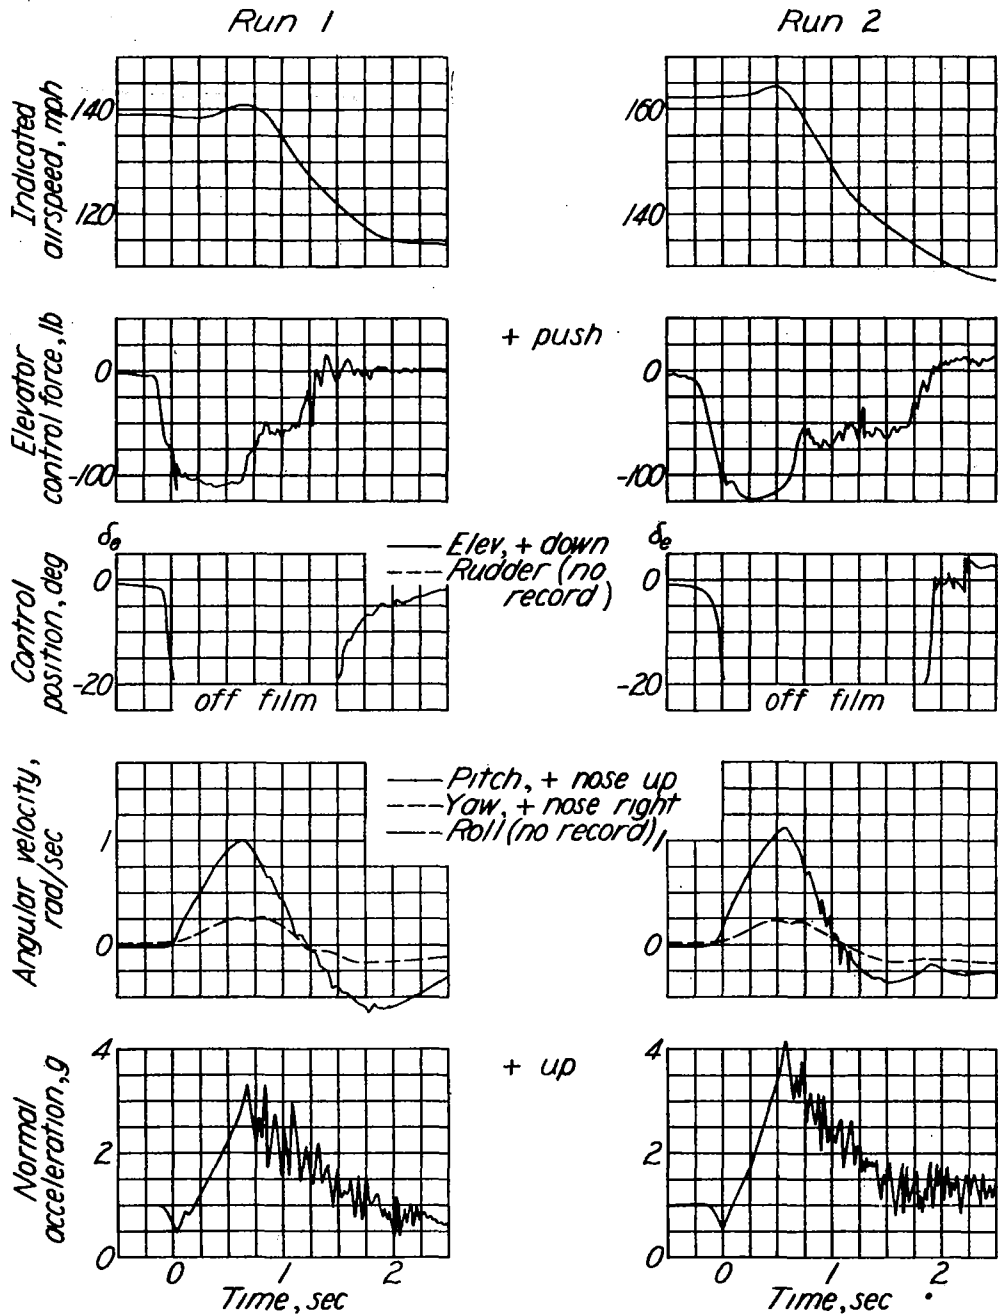 Run 1
Run 2
Indicated airspeed, mph
140
120
160
140
Elevator control force, lb
0
-100
+ push
0
-100
Control position, deg
δe
0
-20
off film
Elev, + down
Rudder (no record)
δe
0
-20
off film
Angular velocity, rad/sec
1
0
Pitch, + nose up
Yaw, + nose right
Roll (no record)
1
0
Normal acceleration, g
4
2
0
+ up
4
2
0
0 1 2
Time, sec
0 1 2
Time, sec